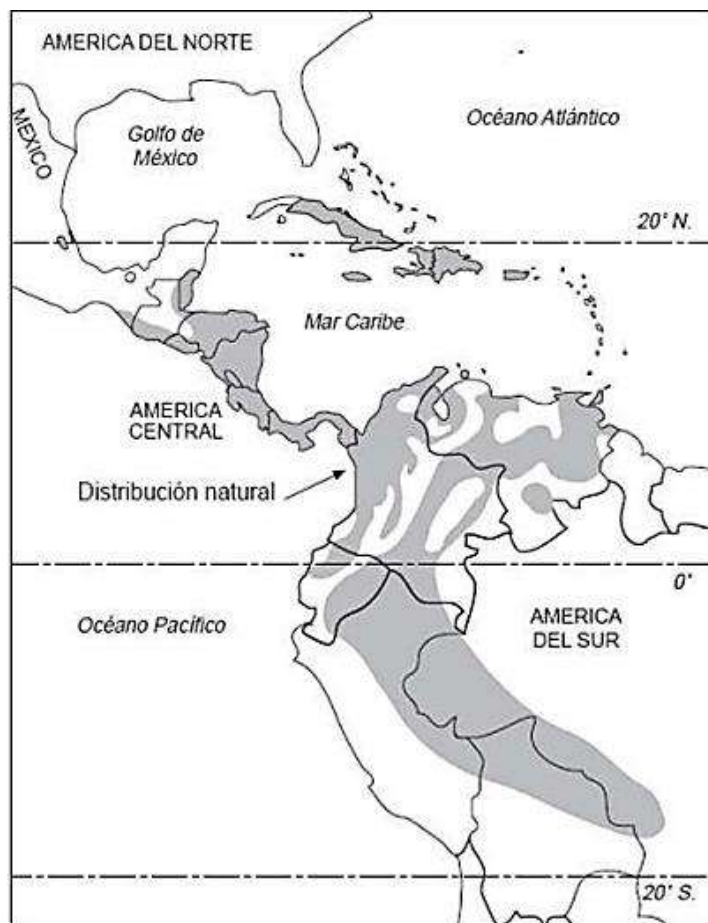 AMERICA DEL NORTE
MEXICO
Golfo de
México
Océano Atlántico
20° N.
Mar Caribe
AMERICA
CENTRAL
Distribución natural
0°
Océano Pacífico
AMERICA
DEL SUR
20° S.